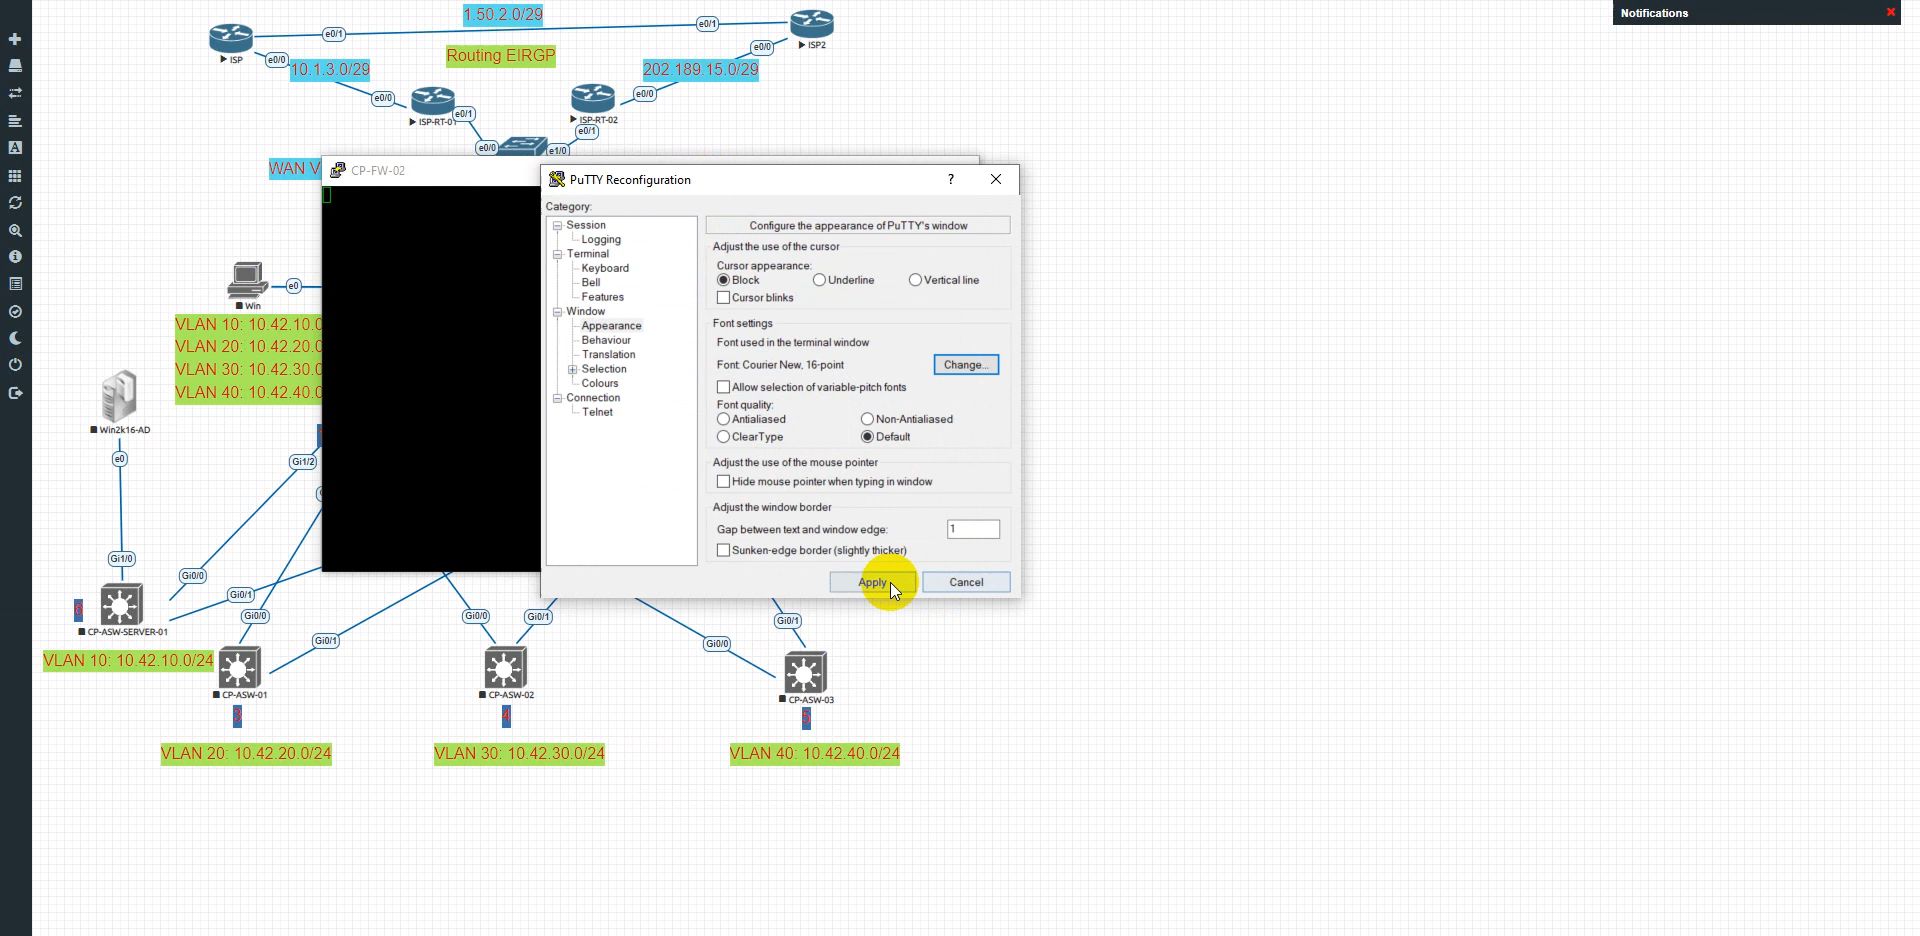 1.50.2.0/29
Notifications
e0/1
e0/1
ISP
ISP2
e0/0
e0/0
Routing EIRGP
10.1.3.0/29
202.189.15.0/29
e0/0
e0/0
e0/1
ISP-RT-01
ISP-RT-02
e0/1
e0/0
e1/0
WAN V
CP-FW-02
PuTTY Reconfiguration
?
Category:
Session
Logging
Terminal
Keyboard
Bell
Features
Window
Appearance
Behaviour
Translation
Selection
Colours
Connection
Telnet
Configure the appearance of PuTTY's window
Adjust the use of the cursor
Cursor appearance:
Block
Underline
Vertical line
Cursor blinks
Font settings
Font used in the terminal window
Font: Courier New, 16-point
Change...
Allow selection of variable-pitch fonts
Font quality:
Antialiased
Non-Antialiased
ClearType
Default
Adjust the use of the mouse pointer
Hide mouse pointer when typing in window
Adjust the window border
Gap between text and window edge:
1
Sunken-edge border (slightly thicker)
Apply
Cancel
e0
Win
VLAN 10: 10.42.10.0
VLAN 20: 10.42.20.0
VLAN 30: 10.42.30.0
VLAN 40: 10.42.40.0
Win2k16-AD
e0
Gi1/2
Gi1/0
Gi0/0
Gi0/1
Gi0/0
Gi0/1
Gi0/0
Gi0/1
Gi0/0
Gi0/1
CP-ASW-SERVER-01
VLAN 10: 10.42.10.0/24
CP-ASW-01
CP-ASW-02
CP-ASW-03
3
4
5
VLAN 20: 10.42.20.0/24
VLAN 30: 10.42.30.0/24
VLAN 40: 10.42.40.0/24